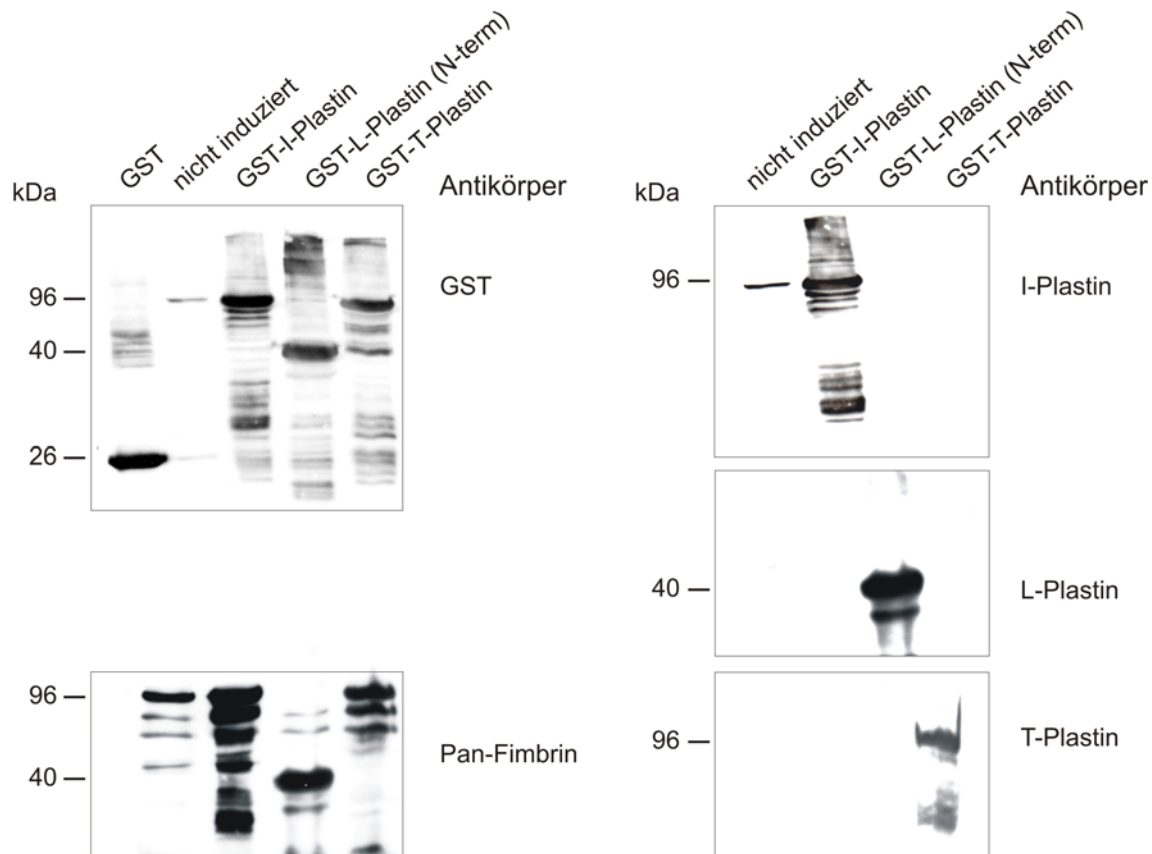 GST
nicht induziert
GST-I-Plastin
GST-L-Plastin (N-term)
GST-T-Plastin
kDa
Antikörper
96
40
26
GST
96
40
Pan-Fimbrin
nicht induziert
GST-I-Plastin
GST-L-Plastin (N-term)
GST-T-Plastin
kDa
Antikörper
96
I-Plastin
40
L-Plastin
96
T-Plastin